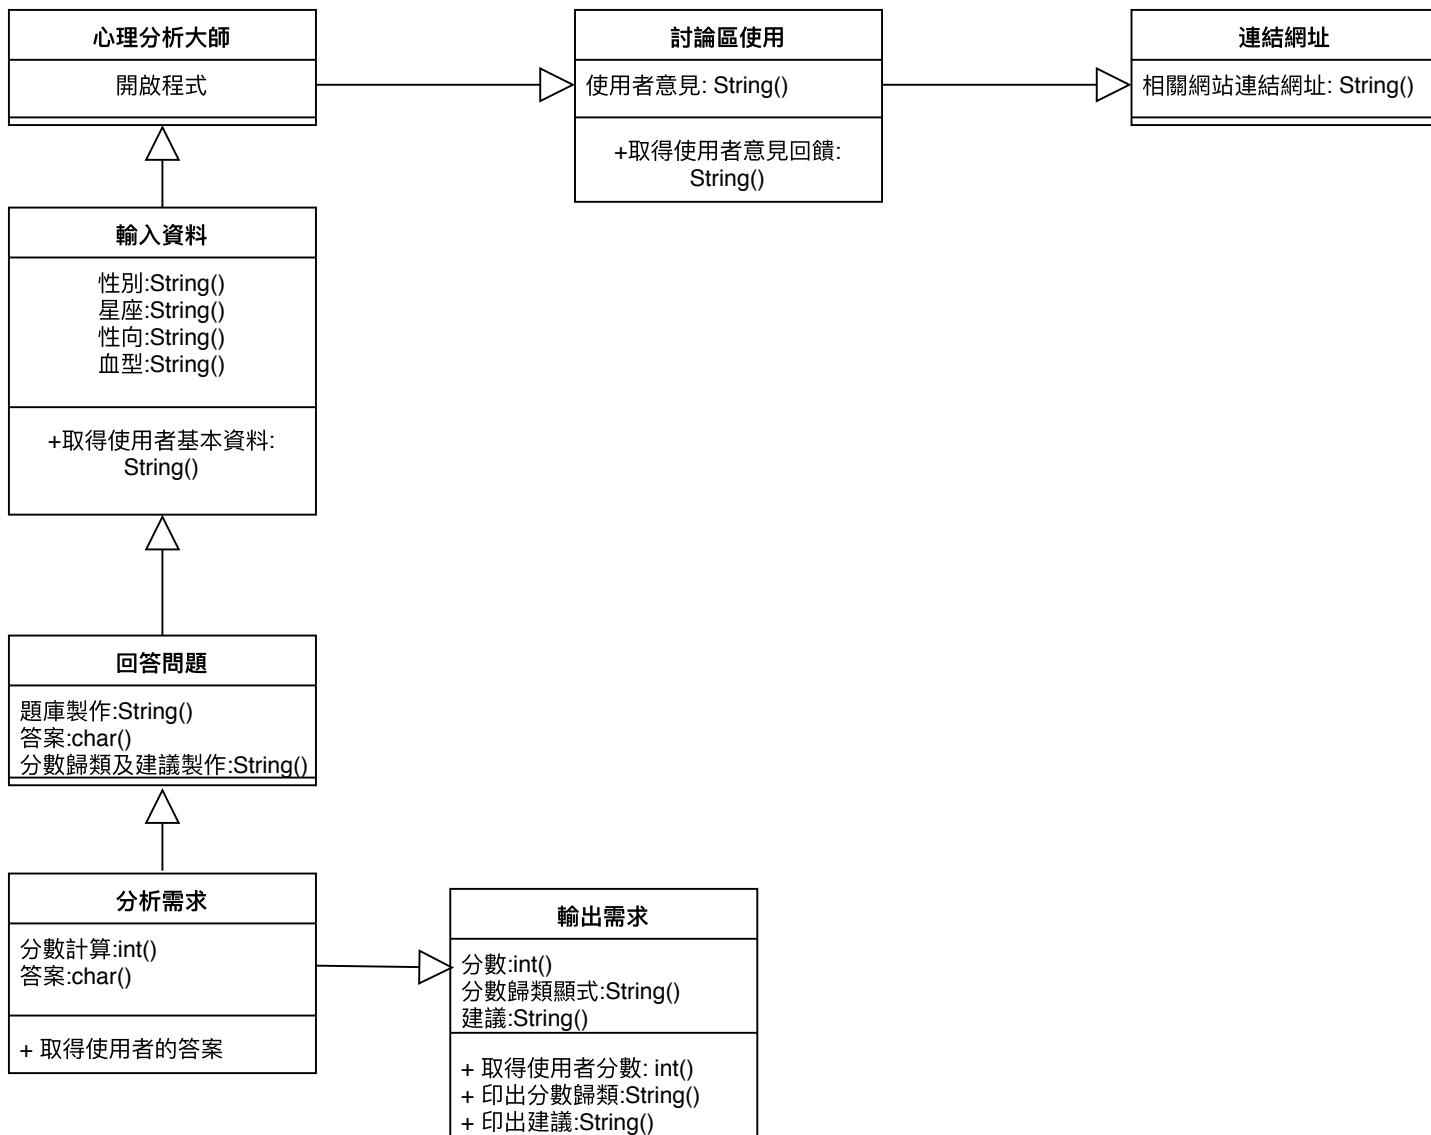 心理分析大師
開啟程式
討論區使用
使用者意見: String()
+取得使用者意見回饋:
String()
連結網址
相關網站連結網址: String()
輸入資料
性別:String()
星座:String()
性向:String()
血型:String()
+取得使用者基本資料:
String()
回答問題
題庫製作:String()
答案:char()
分數歸類及建議製作:String()
分析需求
分數計算:int()
答案:char()
+ 取得使用者的答案
輸出需求
分數:int()
分數歸類顯式:String()
建議:String()
+ 取得使用者分數: int()
+ 印出分數歸類:String()
+ 印出建議:String()